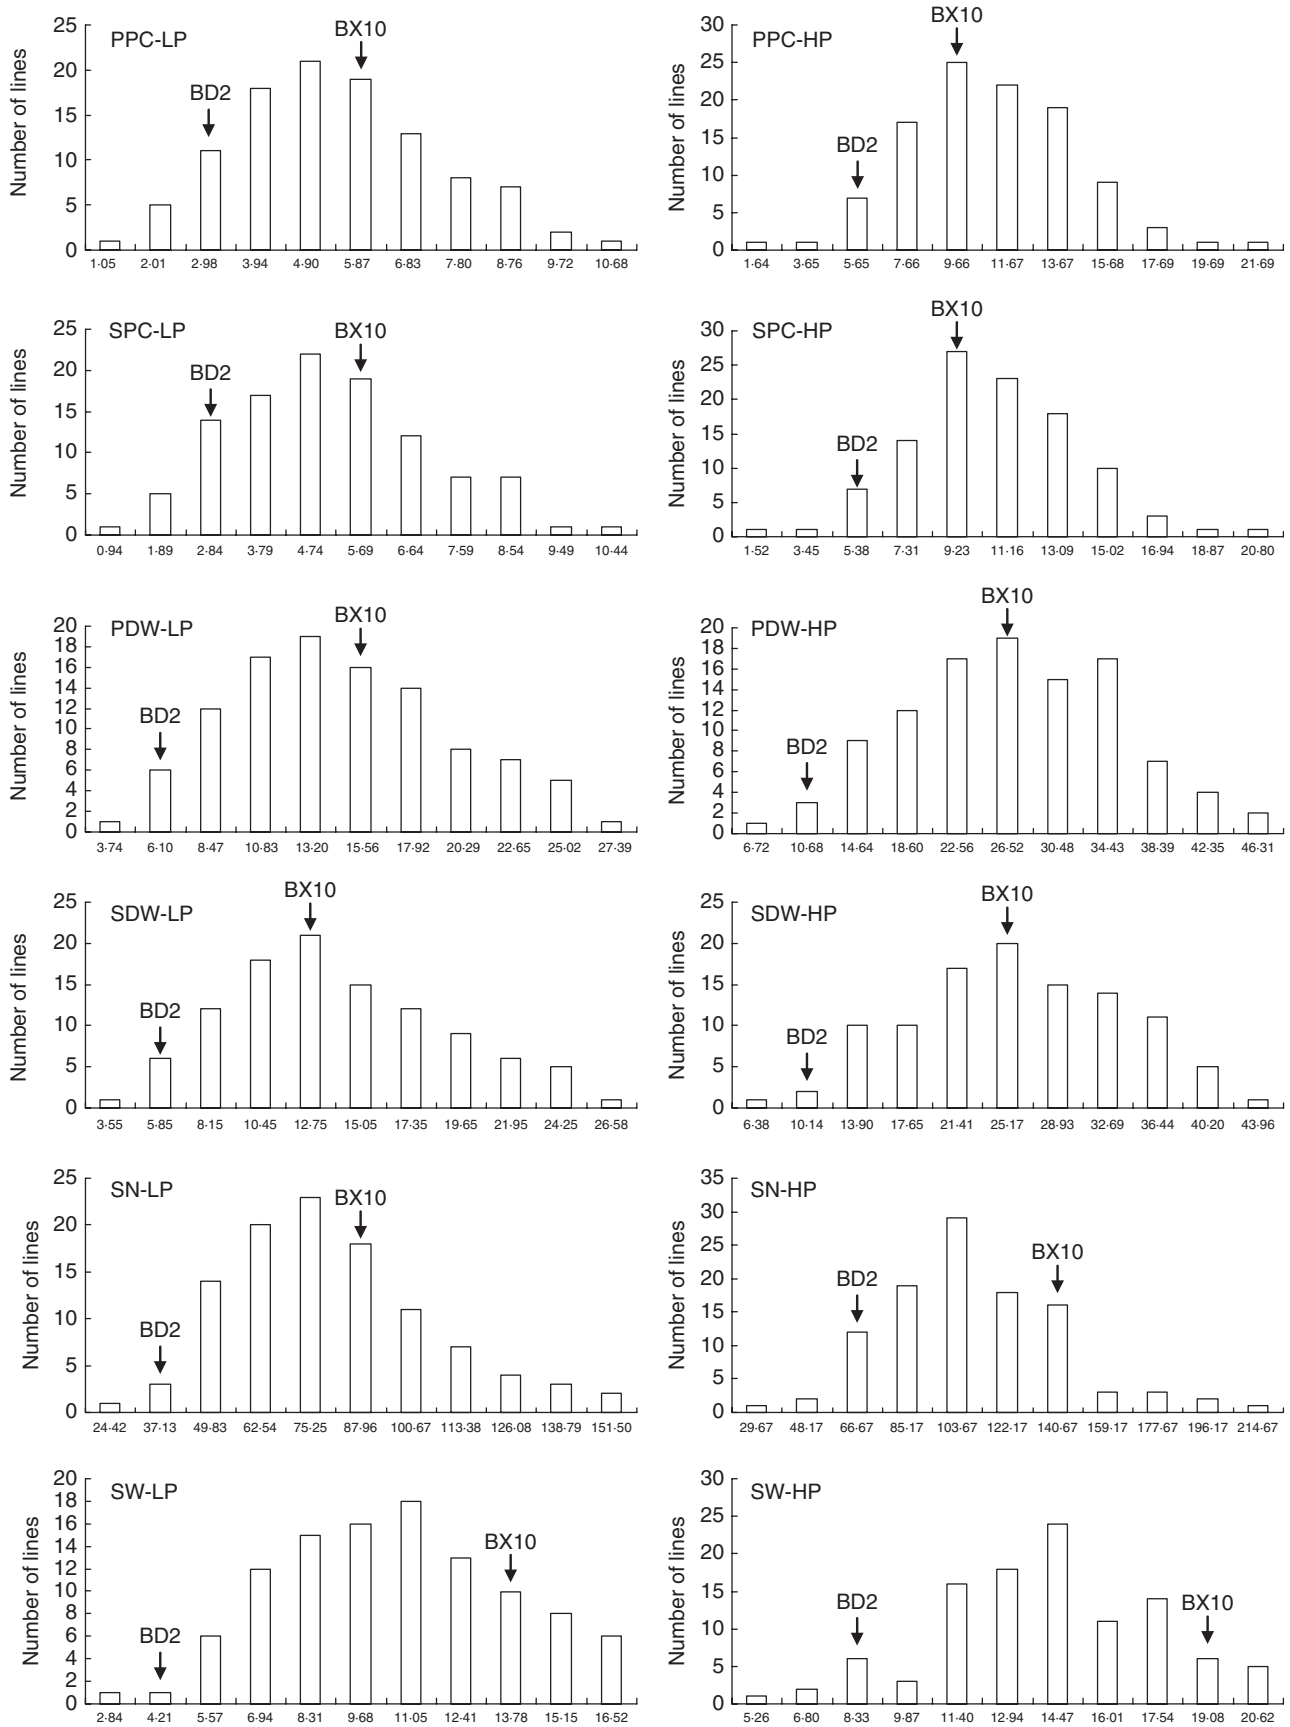 PPC-LP
BX10
BD2
Number of lines
25
20
15
10
5
0
1·05 2·01 2·98 3·94 4·90 5·87 6·83 7·80 8·76 9·72 10·68
PPC-HP
BX10
BD2
Number of lines
30
25
20
15
10
5
0
1·64 3·65 5·65 7·66 9·66 11·67 13·67 15·68 17·69 19·69 21·69
SPC-LP
BX10
BD2
Number of lines
25
20
15
10
5
0
0·94 1·89 2·84 3·79 4·74 5·69 6·64 7·59 8·54 9·49 10·44
SPC-HP
BX10
BD2
Number of lines
30
25
20
15
10
5
0
1·52 3·45 5·38 7·31 9·23 11·16 13·09 15·02 16·94 18·87 20·80
PDW-LP
BX10
BD2
Number of lines
20
18
16
14
12
10
8
6
4
2
0
3·74 6·10 8·47 10·83 13·20 15·56 17·92 20·29 22·65 25·02 27·39
PDW-HP
BX10
BD2
Number of lines
20
18
16
14
12
10
8
6
4
2
0
6·72 10·68 14·64 18·60 22·56 26·52 30·48 34·43 38·39 42·35 46·31
SDW-LP
BX10
BD2
Number of lines
25
20
15
10
5
0
3·55 5·85 8·15 10·45 12·75 15·05 17·35 19·65 21·95 24·25 26·58
SDW-HP
BX10
BD2
Number of lines
25
20
15
10
5
0
6·38 10·14 13·90 17·65 21·41 25·17 28·93 32·69 36·44 40·20 43·96
SN-LP
BX10
BD2
Number of lines
25
20
15
10
5
0
24·42 37·13 49·83 62·54 75·25 87·96 100·67 113·38 126·08 138·79 151·50
SN-HP
BX10
BD2
Number of lines
35
30
25
20
15
10
5
0
29·67 48·17 66·67 85·17 103·67 122·17 140·67 159·17 177·67 196·17 214·67
SW-LP
BX10
BD2
Number of lines
20
18
16
14
12
10
8
6
4
2
0
2·84 4·21 5·57 6·94 8·31 9·68 11·05 12·41 13·78 15·15 16·52
SW-HP
BX10
BD2
Number of lines
30
25
20
15
10
5
0
5·26 6·80 8·33 9·87 11·40 12·94 14·47 16·01 17·54 19·08 20·62